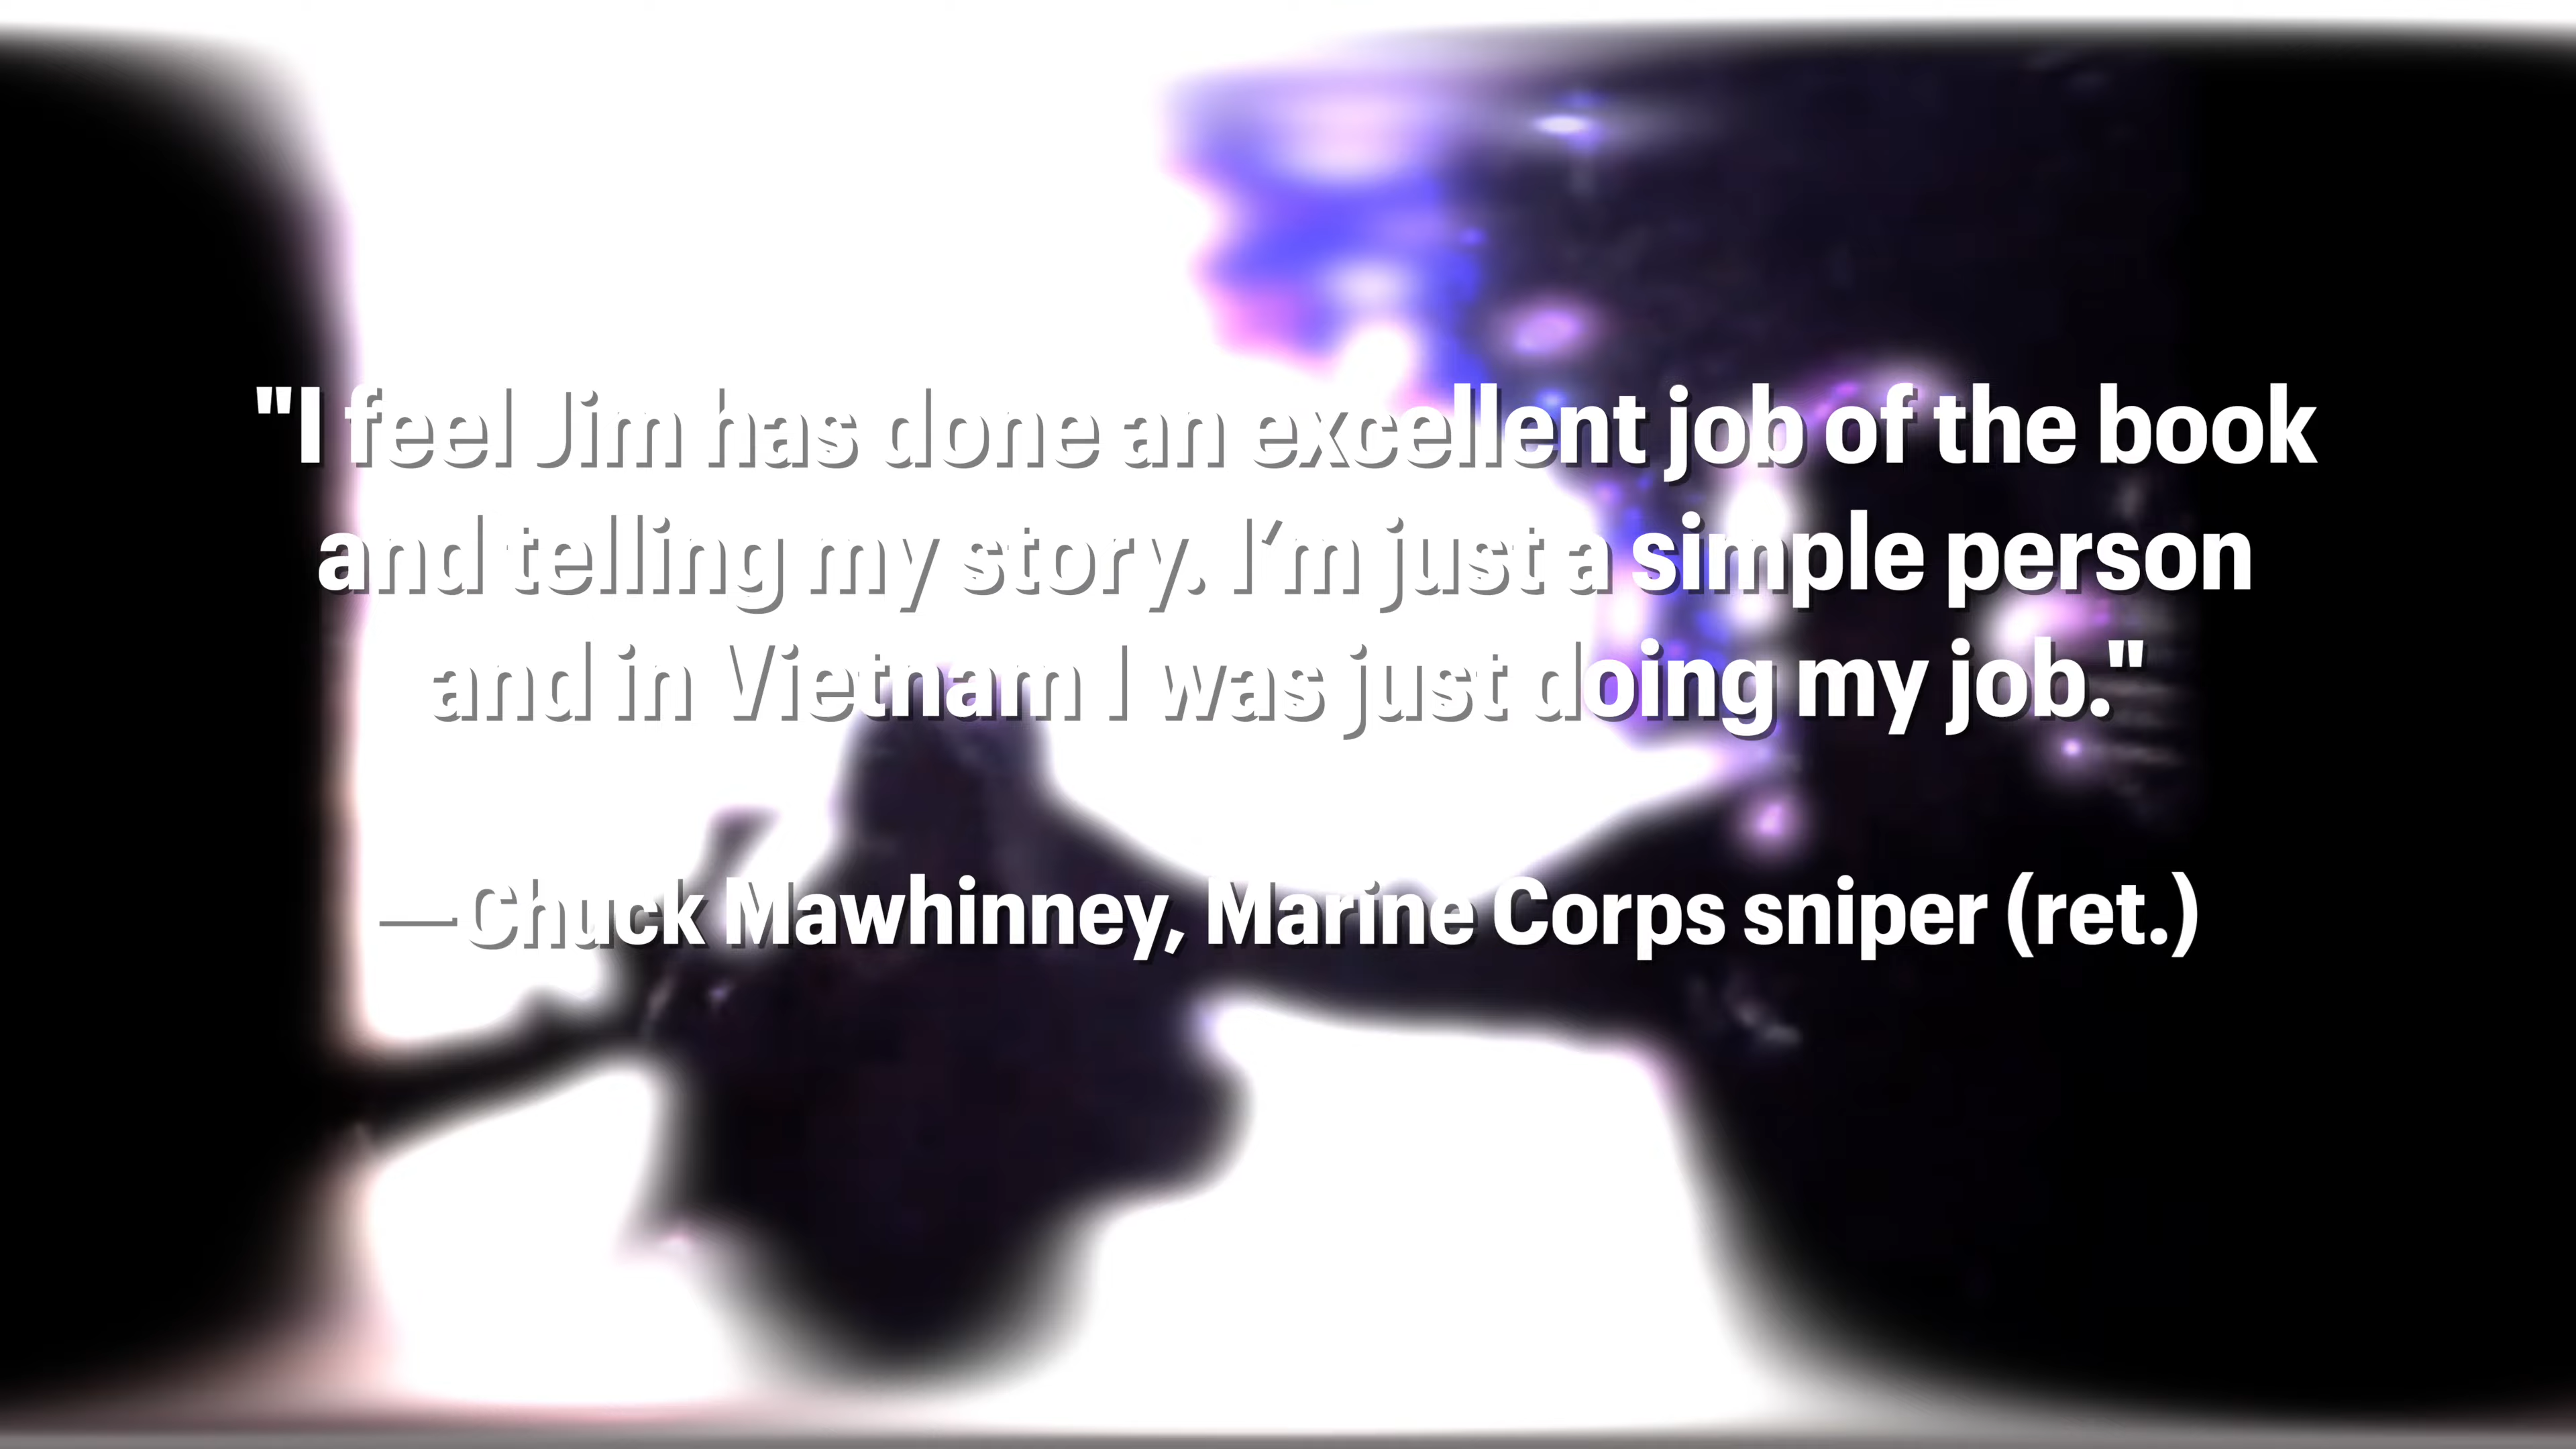 "I feel Jim has done an excellent job of the book
and telling my story. I’m just a simple person
and in Vietnam I was just doing my job."
—Chuck Mawhinney, Marine Corps sniper (ret.)